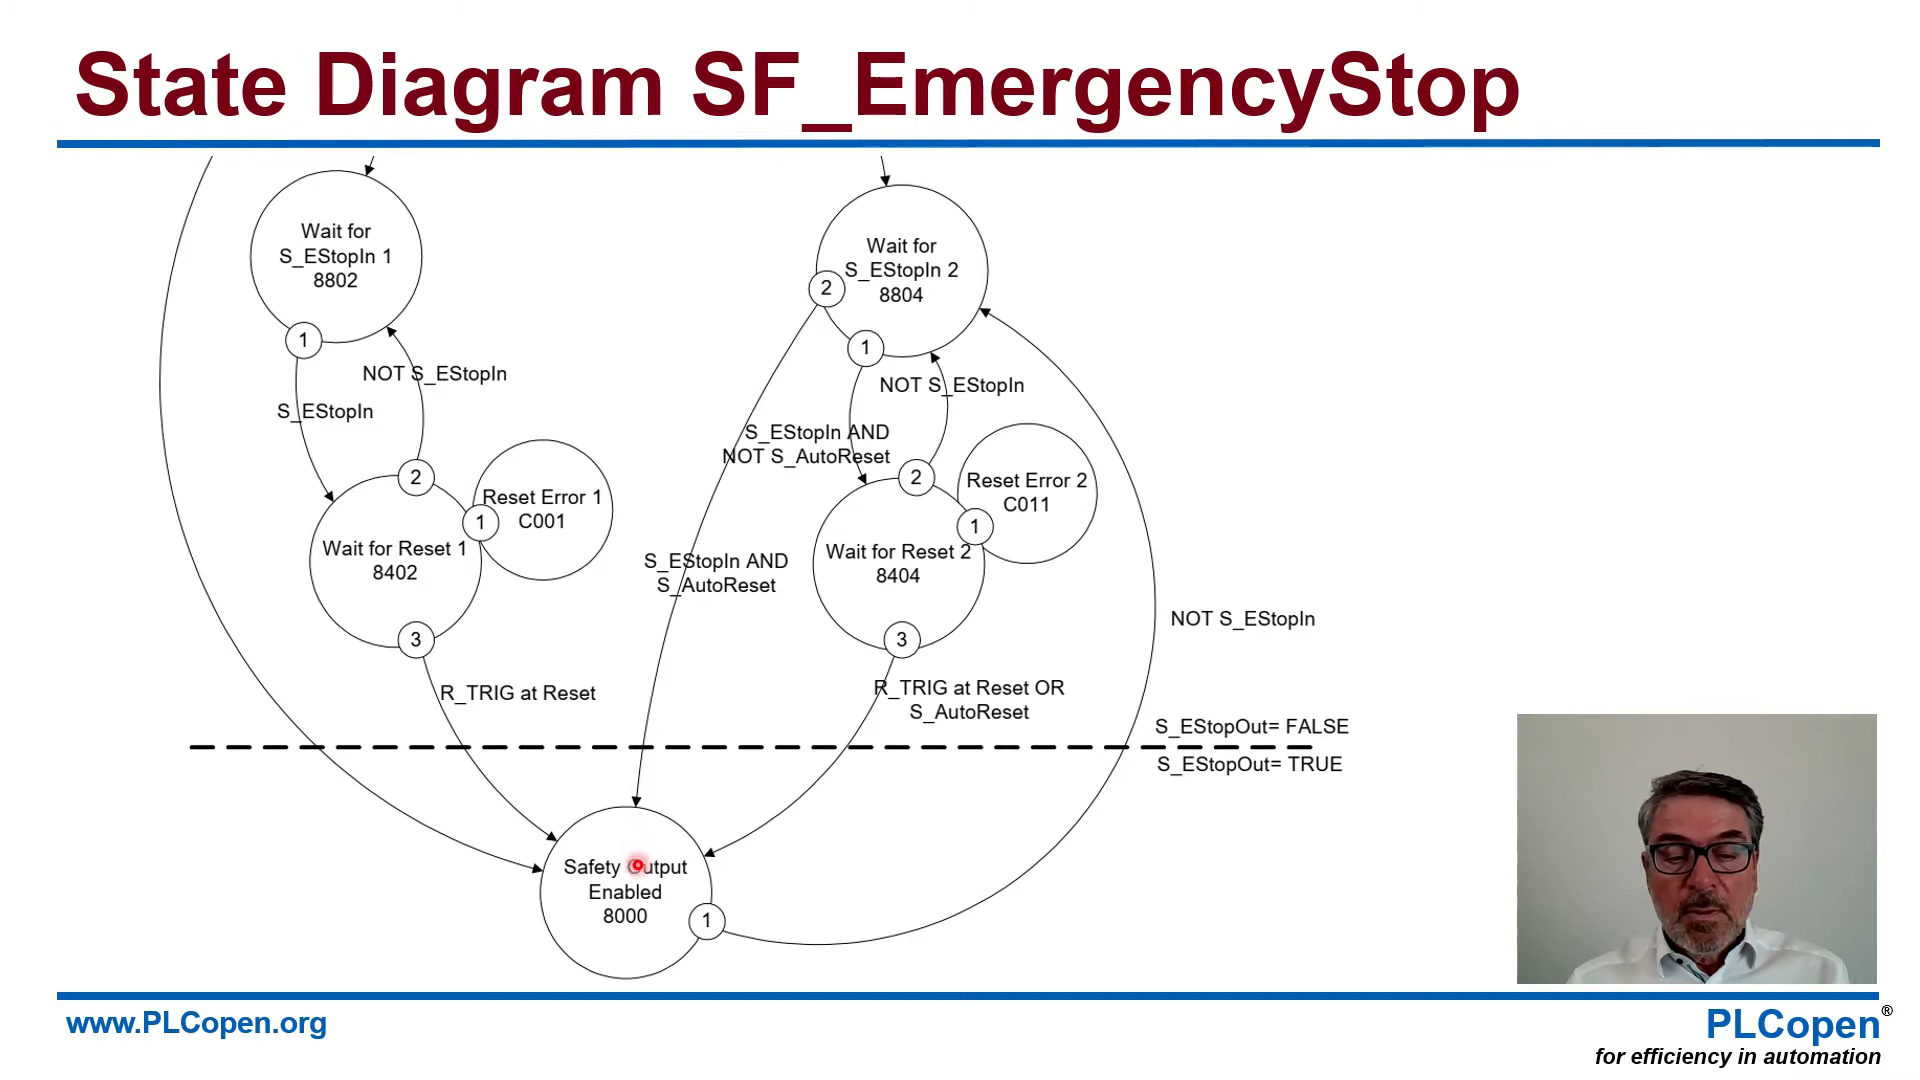 State Diagram SF_EmergencyStop
Wait for
S_EStopIn 1
8802
1
NOT S_EStopIn
S_EStopIn
2
Reset Error 1
C001
1
Wait for Reset 1
8402
3
R_TRIG at Reset
Wait for
S_EStopIn 2
8804
2
1
NOT S_EStopIn
S_EStopIn AND
NOT S_AutoReset
2
Reset Error 2
C011
1
Wait for Reset 2
8404
S_EStopIn AND
S_AutoReset
3
R_TRIG at Reset OR
S_AutoReset
NOT S_EStopIn
S_EStopOut= FALSE
S_EStopOut= TRUE
Safety Output
Enabled
8000
1
www.PLCopen.org
PLCopen®
for efficiency in automation